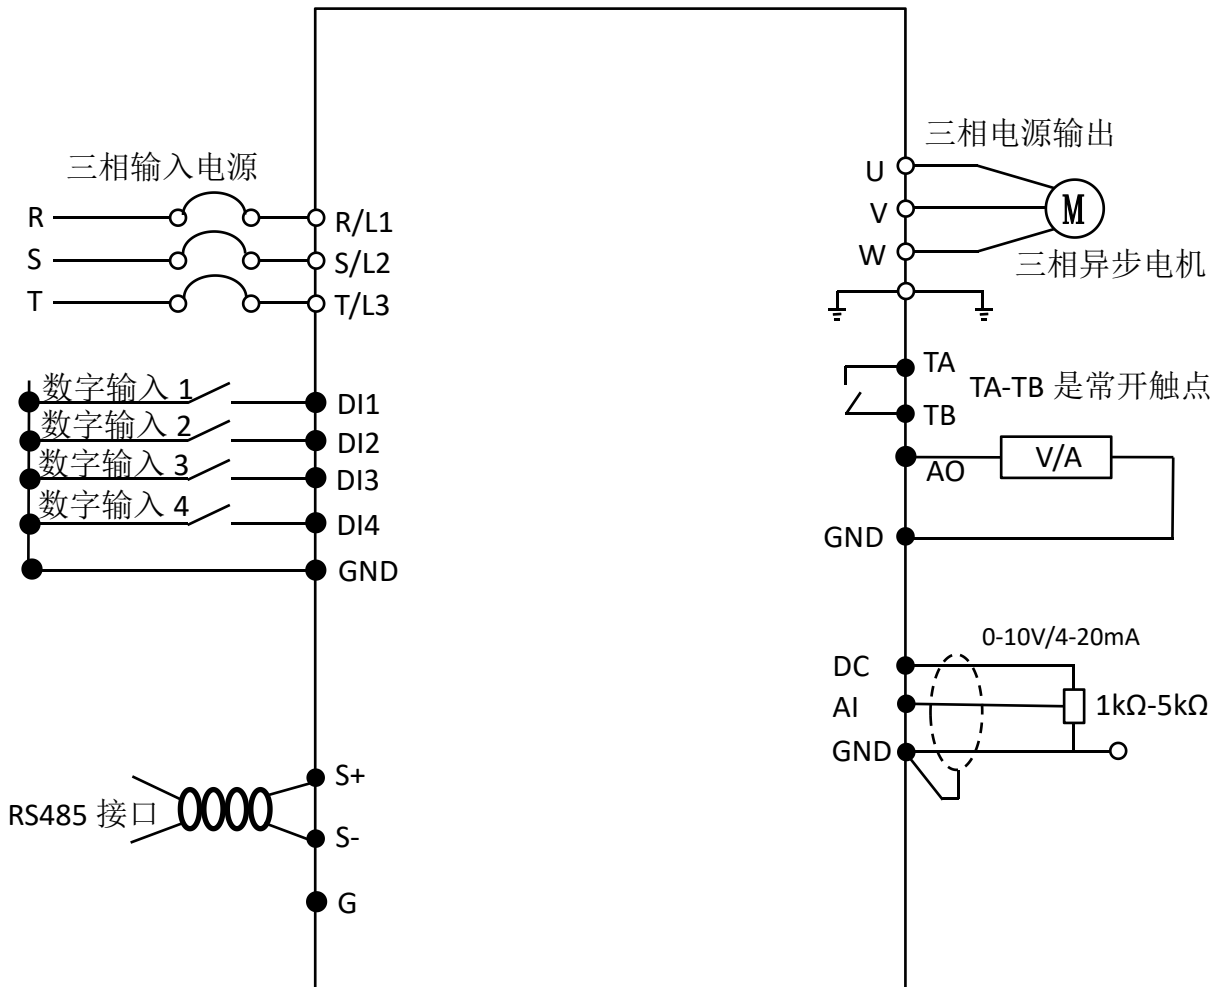 三相输入电源
R
R/L1
S
S/L2
T
T/L3
数字输入 1
DI1
数字输入 2
DI2
数字输入 3
DI3
数字输入 4
DI4
GND
RS485 接口
S+
S-
G
三相电源输出
U
V
W
M
三相异步电机
TA
TA-TB 是常开触点
TB
AO
V/A
GND
0-10V/4-20mA
DC
AI
1kΩ-5kΩ
GND